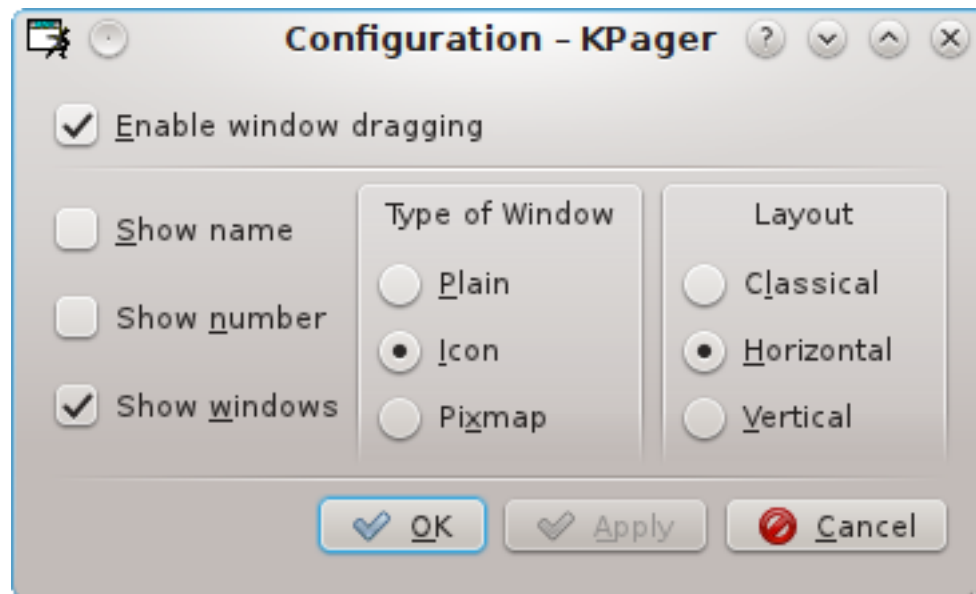 Configuration - KPager
Enable window dragging
Show name
Show number
Show windows
Type of Window
Plain
Icon
Pixmap
Layout
Classical
Horizontal
Vertical
OK
Apply
Cancel